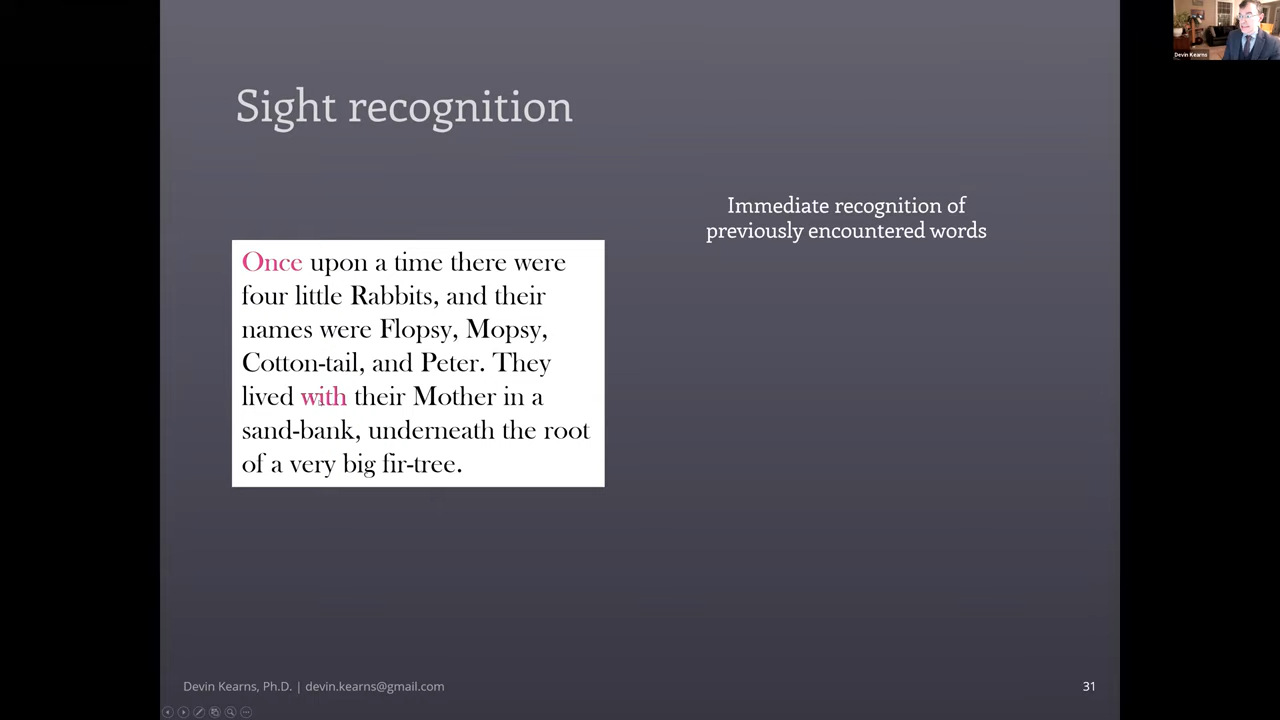 Sight recognition
Immediate recognition of
previously encountered words
Once upon a time there were
four little Rabbits, and their
names were Flopsy, Mopsy,
Cotton-tail, and Peter. They
lived with their Mother in a
sand-bank, underneath the root
of a very big fir-tree.
Devin Kearns, Ph.D. | devin.kearns@gmail.com
31
Devin Kearns